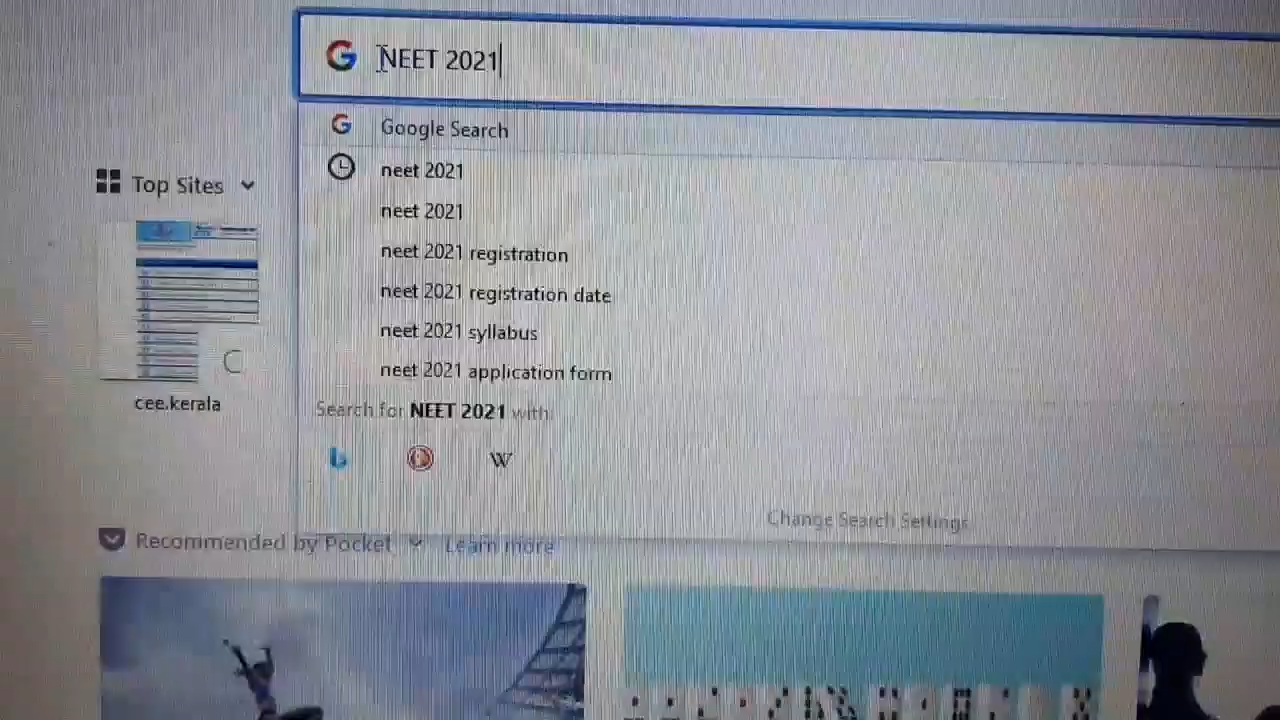 NEET 2021
Google Search
neet 2021
neet 2021
neet 2021 registration
neet 2021 registration date
neet 2021 syllabus
neet 2021 application form
Search for NEET 2021 with:
Change Search Settings
Top Sites
cee.kerala
Recommended by Pocket
Learn more